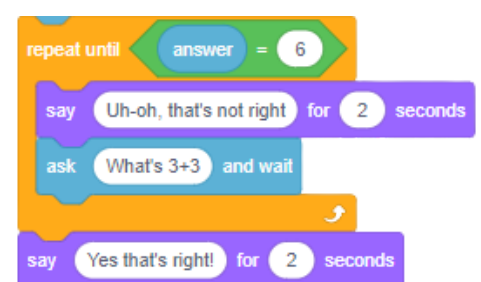 repeat until answer = 6
say Uh-oh, that's not right for 2 seconds
ask What's 3+3 and wait
say Yes that's right! for 2 seconds